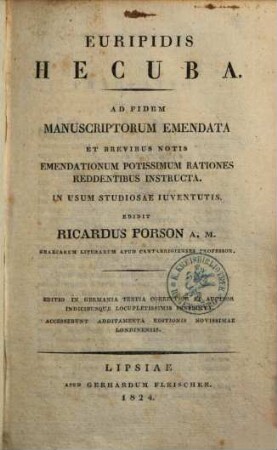 EURIPIDIS
HECUBA.
AD FIDEM
MANUSCRIPTORUM EMENDATA
ET BREVIBUS NOTIS
EMENDATIONUM POTISSIMUM RATIONES
REDDENTIBUS INSTRUCTA.
IN USUM STUDIOSAE IUVENTUTIS.
EDIDIT
RICARDUS PORSON A. M.
GRAECARUM LITERARUM APUD CANTABRIGIENSES PROFESSOR.
EDITIO IN GERMANIA TERTIA CORRECTIOR ET AUCTIOR
INDICIBUSQUE LOCUPLETISSIMIS INSTRUCTA
ACCESSERUNT ADDITAMENTA EDITIONIS NOVISSIMAE
LONDINENSIS.
LIPSIAE
APUD GERHARDUM FLEISCHER.
1824.